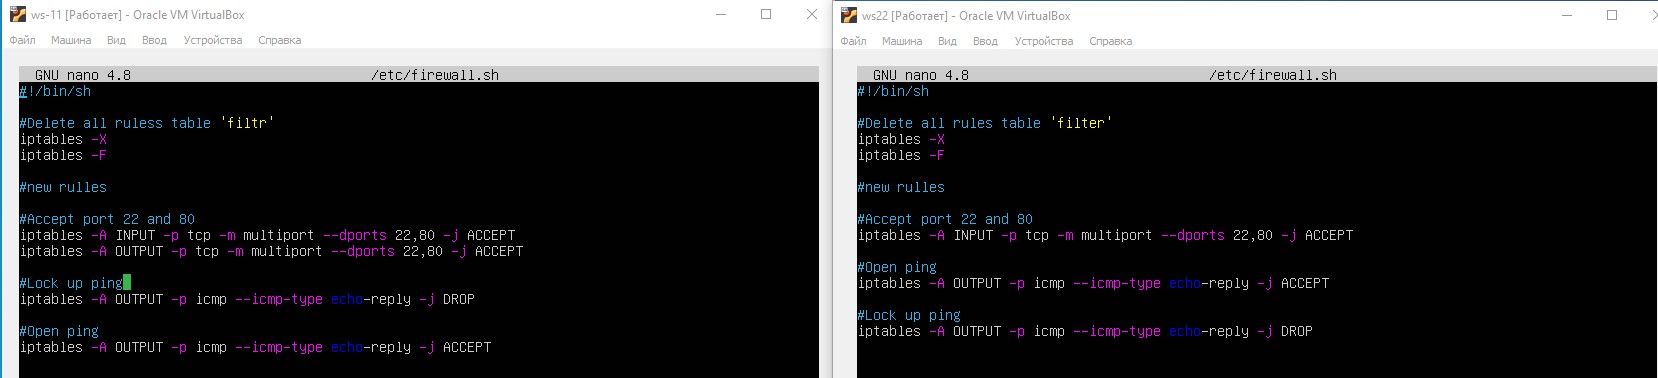 ws-11 [Работает] - Oracle VM VirtualBox
Файл Машина Вид Ввод Устройства Справка
GNU nano 4.8 /etc/firewall.sh
#!/bin/sh
#Delete all ruless table 'filtr'
iptables -X
iptables -F
#new rulles
#Accept port 22 and 80
iptables -A INPUT -p tcp -m multiport --dports 22,80 -j ACCEPT
iptables -A OUTPUT -p tcp -m multiport --dports 22,80 -j ACCEPT
#Lock up ping
iptables -A OUTPUT -p icmp --icmp-type echo-reply -j DROP
#Open ping
iptables -A OUTPUT -p icmp --icmp-type echo-reply -j ACCEPT
ws22 [Работает] - Oracle VM VirtualBox
Файл Машина Вид Ввод Устройства Справка
GNU nano 4.8 /etc/firewall.sh
#!/bin/sh
#Delete all rules table 'filter'
iptables -X
iptables -F
#new rulles
#Accept port 22 and 80
iptables -A INPUT -p tcp -m multiport --dports 22,80 -j ACCEPT
#Open ping
iptables -A OUTPUT -p icmp --icmp-type echo-reply -j ACCEPT
#Lock up ping
iptables -A OUTPUT -p icmp --icmp-type echo-reply -j DROP